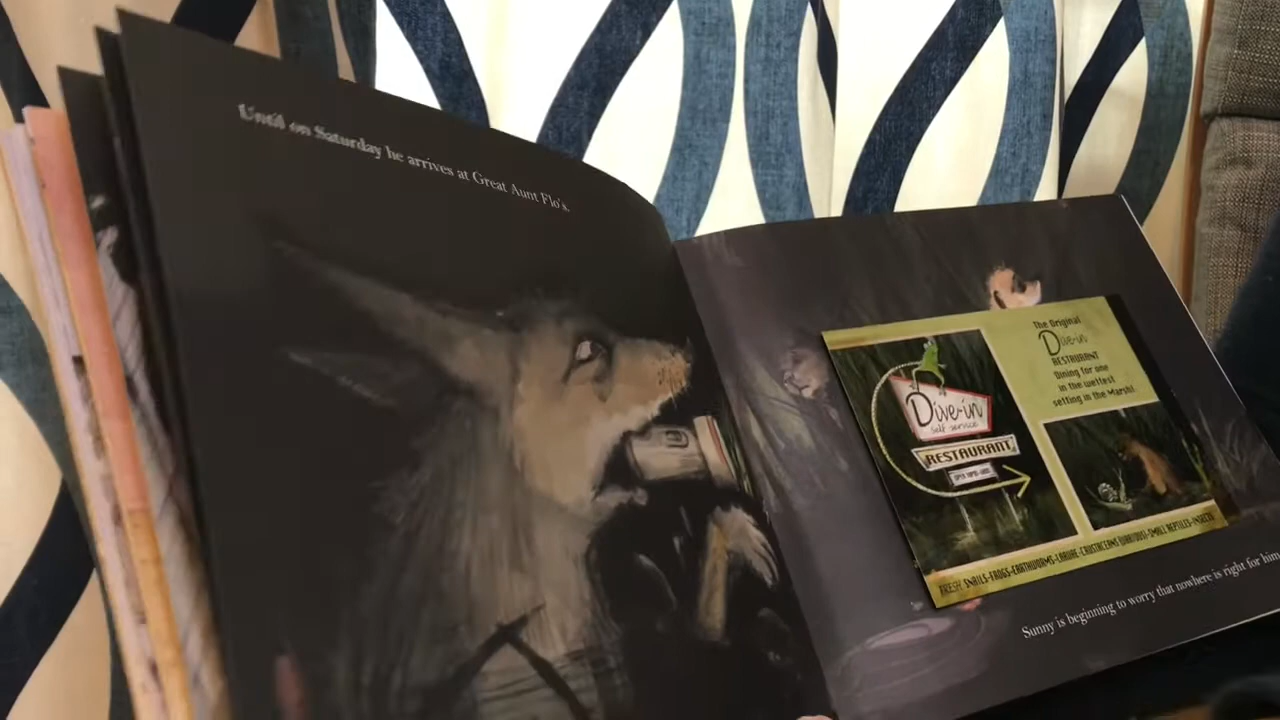 Until on Saturday he arrives at Great Aunt Flo's.
The Original
Dive-in
RESTAURANT
Dining for one
in the wettest
setting in the Marsh!
Dive-in
Self service
RESTAURANT
FRESH SNAILS-FROGS-EARTHWORMS-LARVAE-CRUSTACEANS (VARIOUS)-SMALL REPTILES-INSECTS
Sunny is beginning to worry that nowhere is right for him